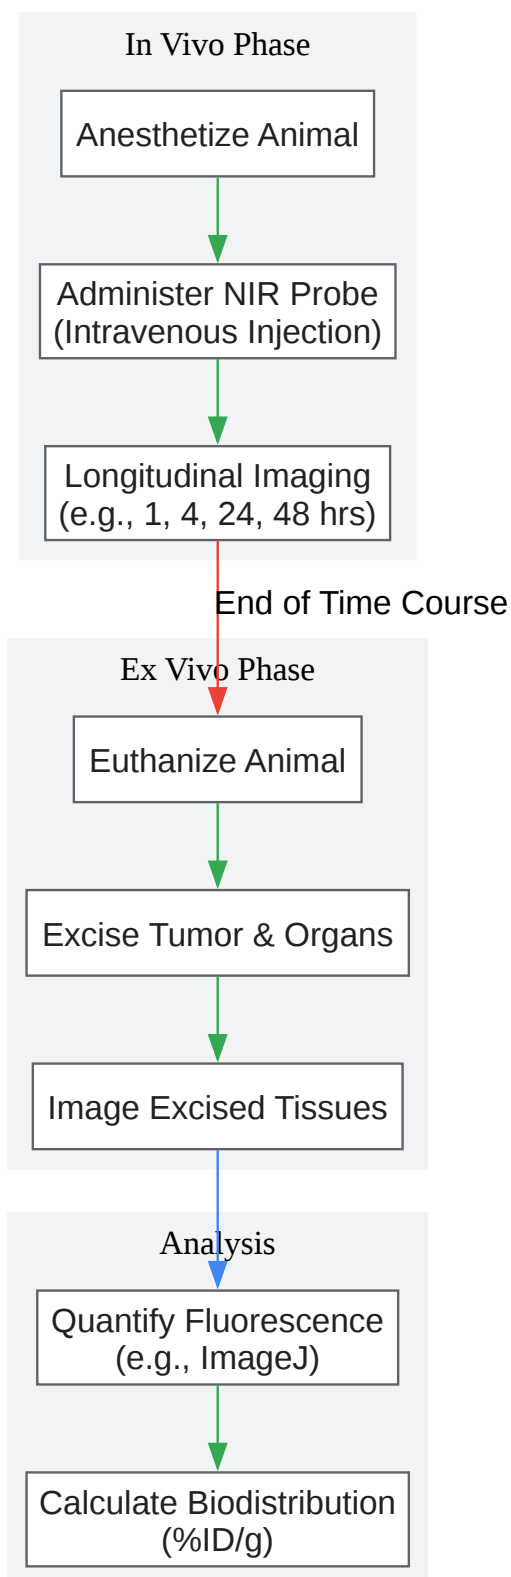 In Vivo Phase
Anesthetize Animal
Administer NIR Probe
(Intravenous Injection)
Longitudinal Imaging
(e.g., 1, 4, 24, 48 hrs)
End of Time Course
Ex Vivo Phase
Euthanize Animal
Excise Tumor & Organs
Image Excised Tissues
Analysis
Quantify Fluorescence
(e.g., ImageJ)
Calculate Biodistribution
(%ID/g)